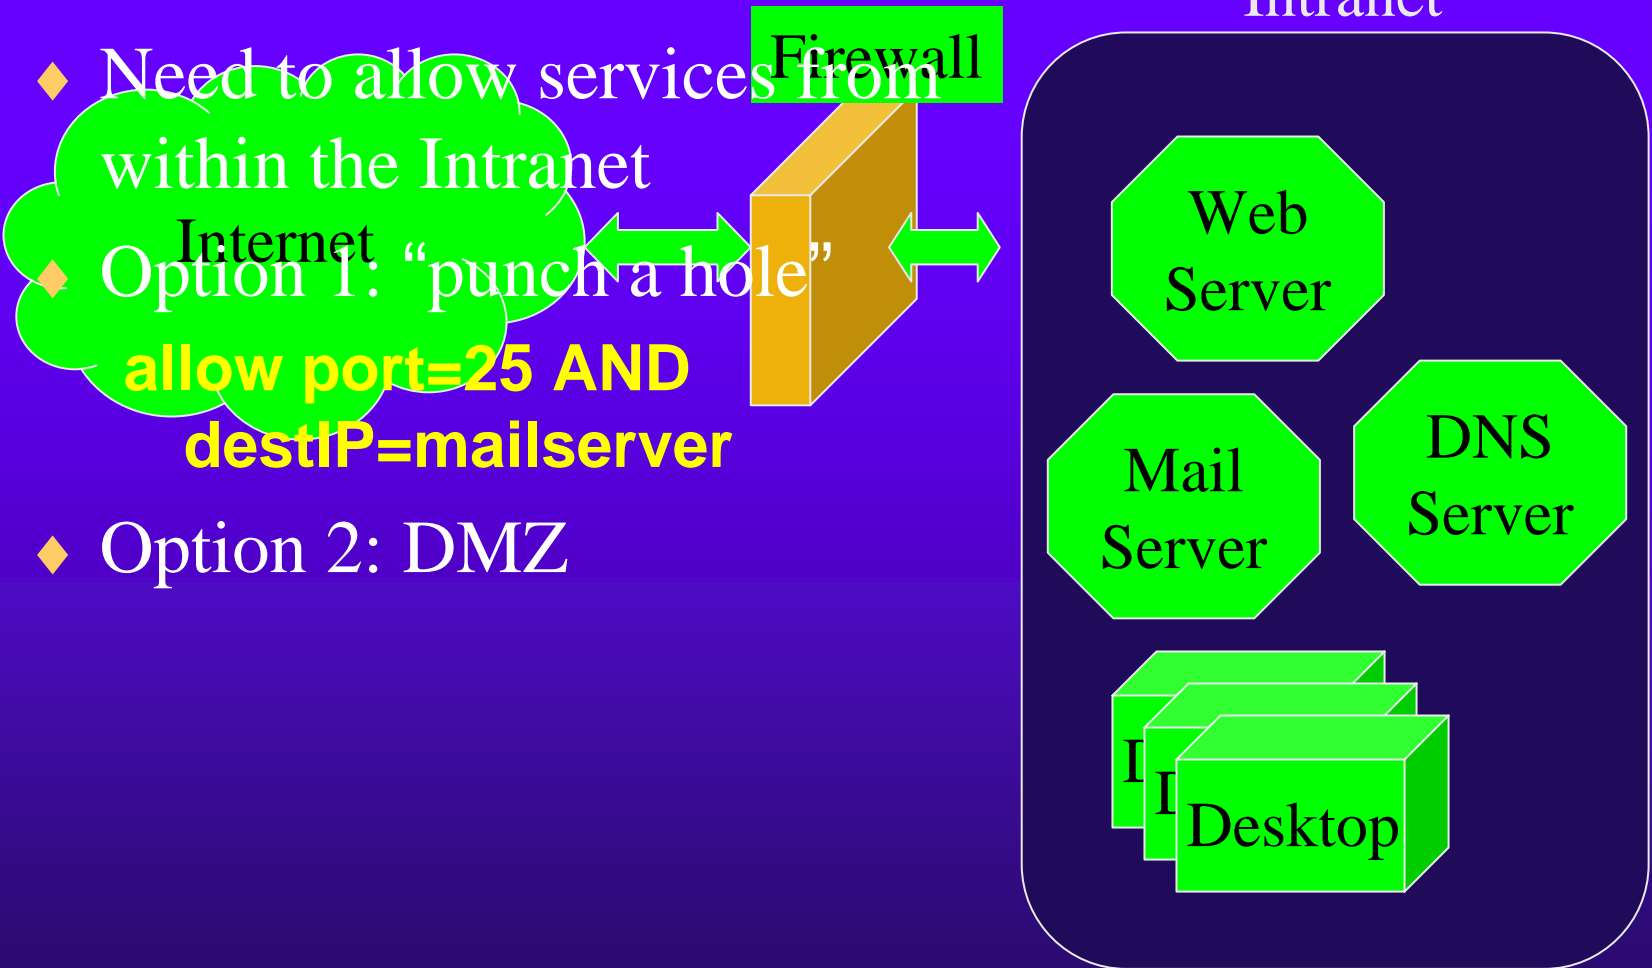 Intranet
Firewall
♦ Need to allow services from
within the Intranet
Internet
♦ Option 1: “punch a hole”
allow port=25 AND
destIP=mailserver
♦ Option 2: DMZ
Web
Server
Mail
Server
DNS
Server
D
D
Desktop